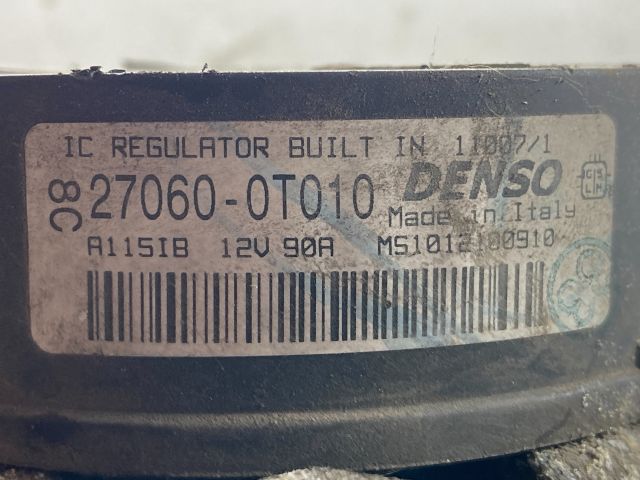 IC REGULATOR BUILT IN 11007/1
8C 27060-0T010 DENSO
Made in Italy
A115IB 12V 90A MS1012100910